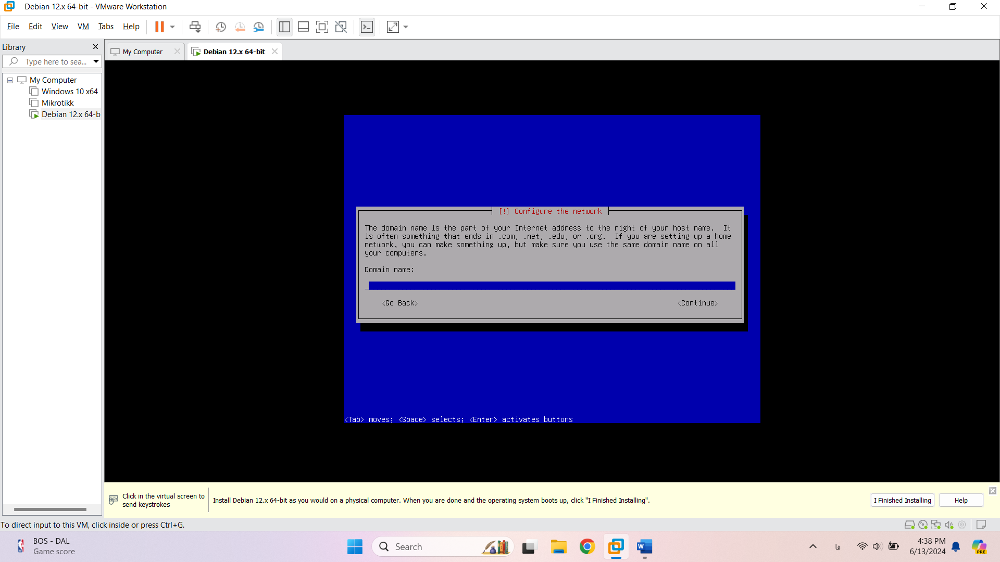 Debian 12.x 64-bit - VMware Workstation
File Edit View VM Tabs Help
Library
My Computer
Debian 12.x 64-bit
Type here to sea...
My Computer
Windows 10 x64
Mikrotikk
Debian 12.x 64-b
[!] Configure the network
The domain name is the part of your Internet address to the right of your host name.  It
is often something that ends in .com, .net, .edu, or .org.  If you are setting up a home
network, you can make something up, but make sure you use the same domain name on all
your computers.
Domain name:
<Go Back>
<Continue>
<Tab> moves; <Space> selects; <Enter> activates buttons
Click in the virtual screen to
send keystrokes
Install Debian 12.x 64-bit as you would on a physical computer. When you are done and the operating system boots up, click "I Finished Installing".
I Finished Installing
Help
To direct input to this VM, click inside or press Ctrl+G.
BOS - DAL
Game score
Search
W
فا
4:38 PM
6/13/2024
PRE